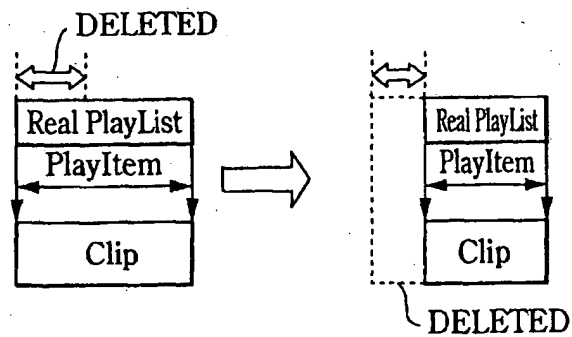 DELETED
Real PlayList
PlayItem
Clip
Real PlayList
PlayItem
Clip
DELETED